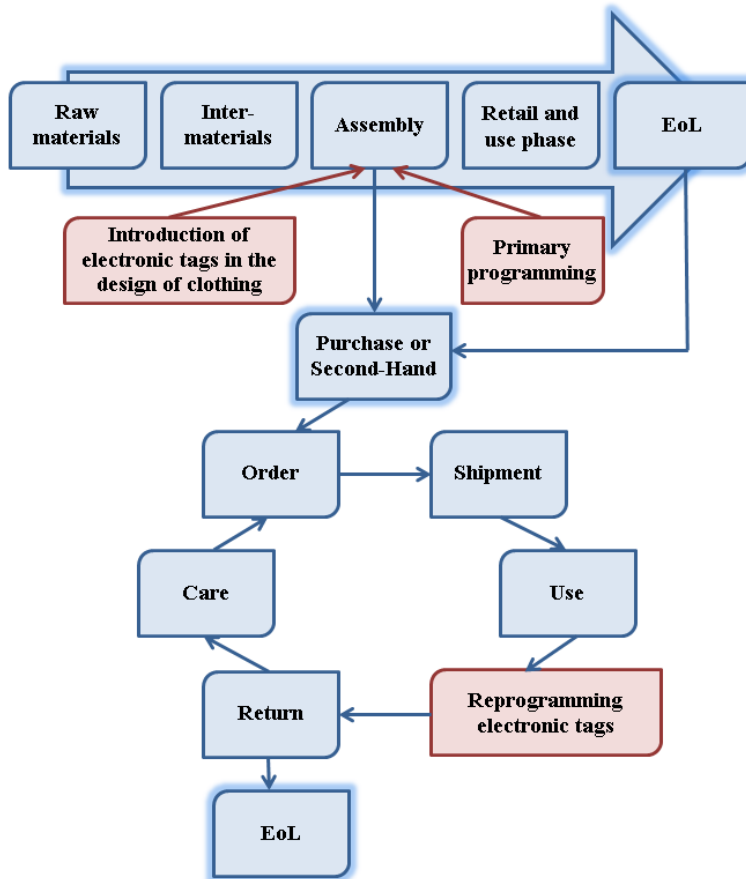 Raw
materials
Inter-
materials
Assembly
Retail and
use phase
EoL
Introduction of
electronic tags in the
design of clothing
Primary
programming
Purchase or
Second-Hand
Order
Shipment
Care
Use
Return
Reprogramming
electronic tags
EoL